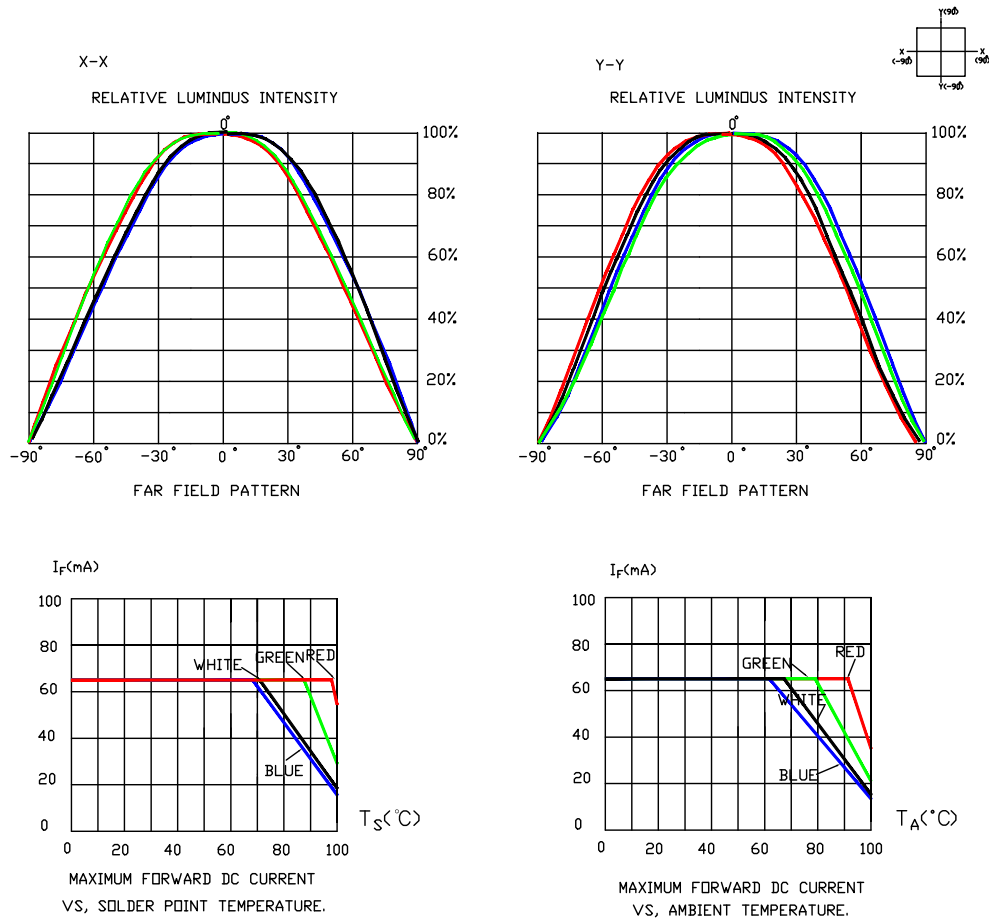 Y(90°)
X X
(-90°) (90°)
Y(-90°)
X-X
Y-Y
RELATIVE LUMINOUS INTENSITY
RELATIVE LUMINOUS INTENSITY
0°
100%
80%
60%
40%
20%
0%
-90° -60° -30° 0° 30° 60° 90°
FAR FIELD PATTERN
0°
100%
80%
60%
40%
20%
0%
-90° -60° -30° 0° 30° 60° 90°
FAR FIELD PATTERN
IF(mA)
100
80
60
40
20
0
WHITE GREEN RED
BLUE
TS(°C)
0 20 40 60 80 100
MAXIMUM FORWARD DC CURRENT
VS, SOLDER POINT TEMPERATURE.
IF(mA)
100
80
60
40
20
0
RED
GREEN
WHITE
BLUE
TA(°C)
0 20 40 60 80 100
MAXIMUM FORWARD DC CURRENT
VS, AMBIENT TEMPERATURE.